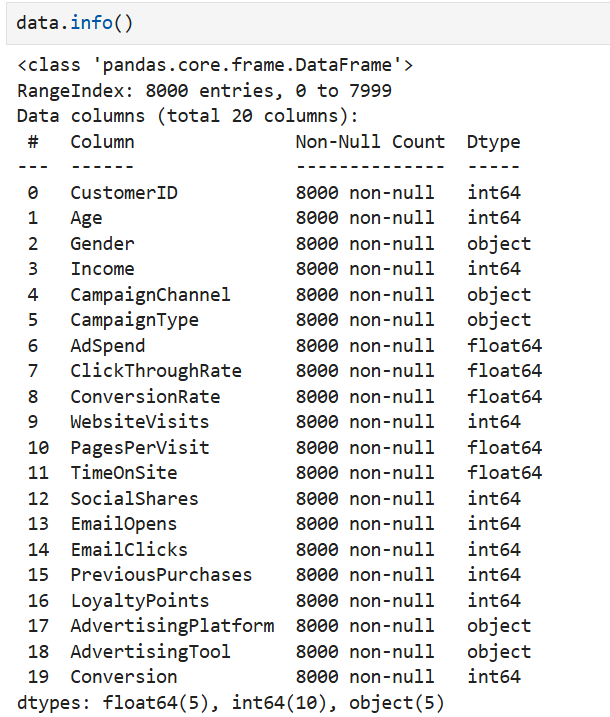 data.info()
<class 'pandas.core.frame.DataFrame'>
RangeIndex: 8000 entries, 0 to 7999
Data columns (total 20 columns):
 #   Column               Non-Null Count  Dtype
---  ------               --------------  -----
 0   CustomerID           8000 non-null   int64
 1   Age                  8000 non-null   int64
 2   Gender               8000 non-null   object
 3   Income               8000 non-null   int64
 4   CampaignChannel      8000 non-null   object
 5   CampaignType         8000 non-null   object
 6   AdSpend              8000 non-null   float64
 7   ClickThroughRate     8000 non-null   float64
 8   ConversionRate       8000 non-null   float64
 9   WebsiteVisits        8000 non-null   int64
 10  PagesPerVisit        8000 non-null   float64
 11  TimeOnSite           8000 non-null   float64
 12  SocialShares         8000 non-null   int64
 13  EmailOpens           8000 non-null   int64
 14  EmailClicks          8000 non-null   int64
 15  PreviousPurchases    8000 non-null   int64
 16  LoyaltyPoints        8000 non-null   int64
 17  AdvertisingPlatform  8000 non-null   object
 18  AdvertisingTool      8000 non-null   object
 19  Conversion           8000 non-null   int64
dtypes: float64(5), int64(10), object(5)